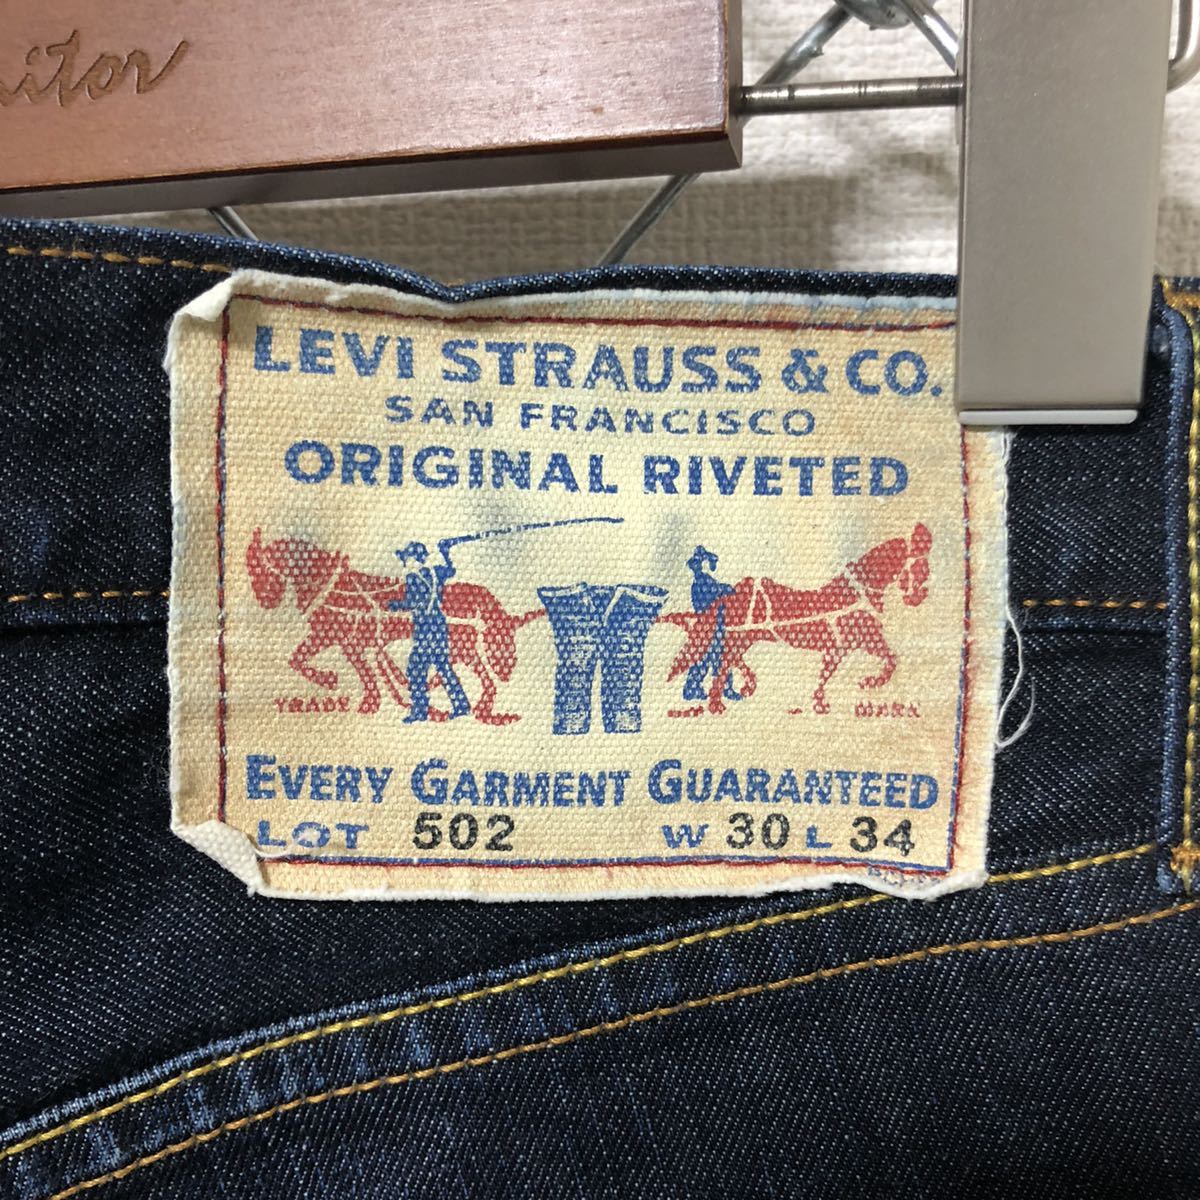 LEVI STRAUSS & CO.
SAN FRANCISCO
ORIGINAL RIVETED
TRADE MARK
EVERY GARMENT GUARANTEED
LOT 502 W 30 L 34